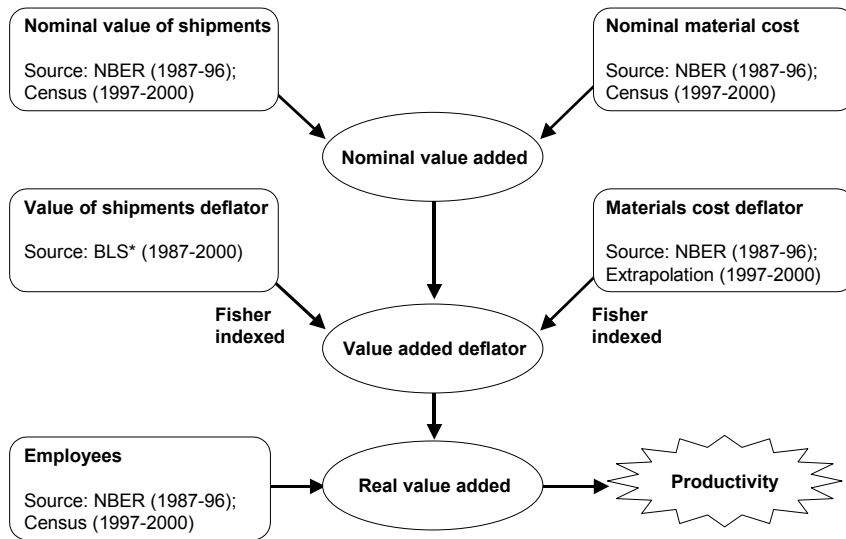 Nominal value of shipments
Source: NBER (1987-96);
Census (1997-2000)
Nominal material cost
Source: NBER (1987-96);
Census (1997-2000)
Nominal value added
Value of shipments deflator
Source: BLS* (1987-2000)
Materials cost deflator
Source: NBER (1987-96);
Extrapolation (1997-2000)
Fisher
indexed
Value added deflator
Fisher
indexed
Employees
Source: NBER (1987-96);
Census (1997-2000)
Real value added
Productivity